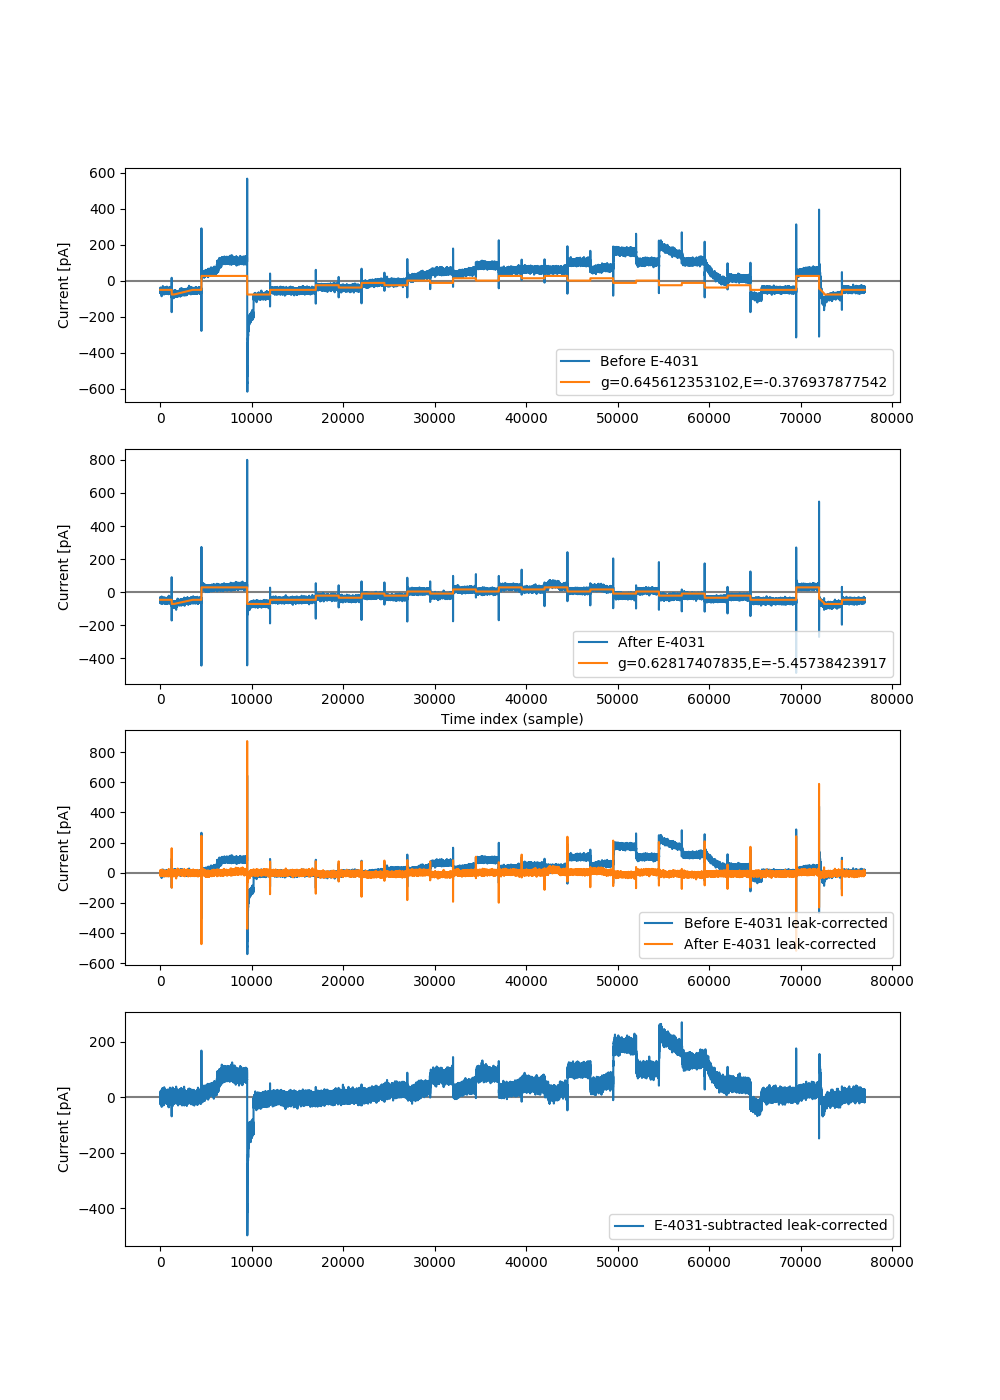 600
400
200
0
−200
−400
−600
Current [pA]
Before E-4031
g=0.645612353102,E=-0.376937877542
0 10000 20000 30000 40000 50000 60000 70000 80000
800
600
400
200
0
−200
−400
Current [pA]
After E-4031
g=0.62817407835,E=-5.45738423917
0 10000 20000 30000 40000 50000 60000 70000 80000
Time index (sample)
800
600
400
200
0
−200
−400
−600
Current [pA]
Before E-4031 leak-corrected
After E-4031 leak-corrected
0 10000 20000 30000 40000 50000 60000 70000 80000
200
0
−200
−400
Current [pA]
E-4031-subtracted leak-corrected
0 10000 20000 30000 40000 50000 60000 70000 80000